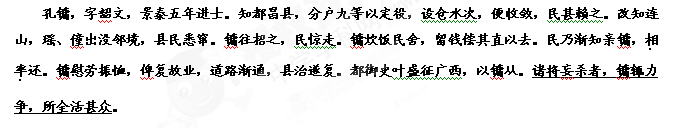 孔镛，字韶文，景泰五年进士。知都昌县，分户九等以定役，设仓水次，便收敛，民甚赖之。改知连
山，瑶、僮出没邻境，县民悉窜。镛往招之，民惊走。镛炊饭民舍，留钱偿其直以去。民乃渐知亲镛，相
率还。镛慰劳振恤，俾复故业，道路渐通，县治遂复。都御史叶盛征广西，以镛从。诸将妄杀者，镛辄力
争，所全活甚众。